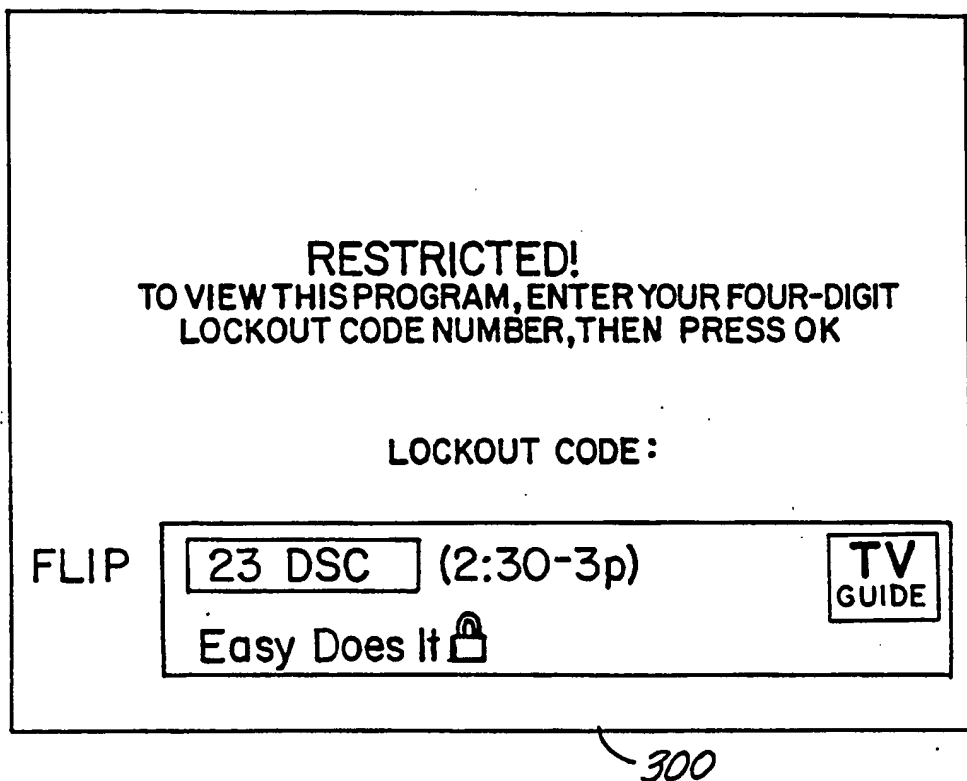 RESTRICTED!
TO VIEW THIS PROGRAM, ENTER YOUR FOUR-DIGIT
LOCKOUT CODE NUMBER, THEN PRESS OK
LOCKOUT CODE:
FLIP
23 DSC (2:30-3p)
TV
GUIDE
Easy Does It
300